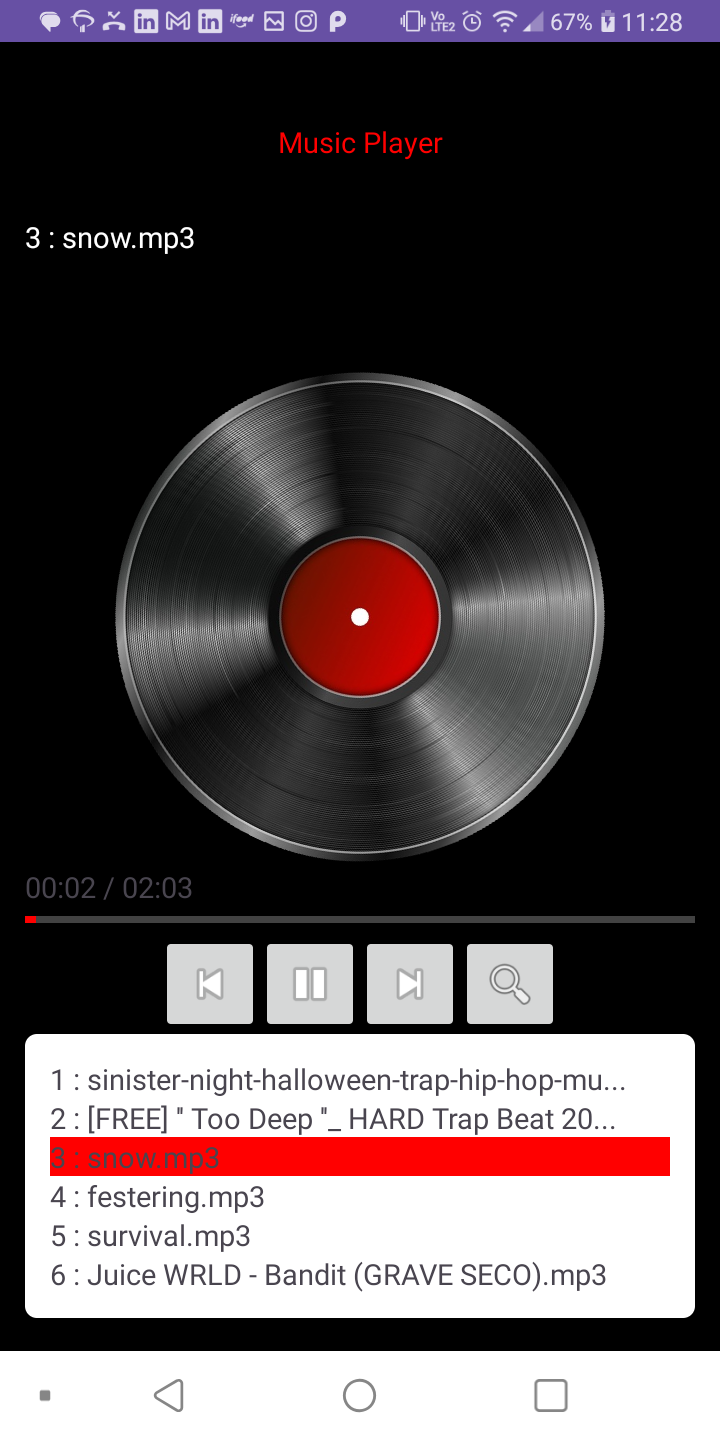 ifood Vo LTE2 67% 11:28
Music Player
3 : snow.mp3
00:02 / 02:03
1 : sinister-night-halloween-trap-hip-hop-mu...
2 : [FREE] " Too Deep "_ HARD Trap Beat 20...
3 : snow.mp3
4 : festering.mp3
5 : survival.mp3
6 : Juice WRLD - Bandit (GRAVE SECO).mp3